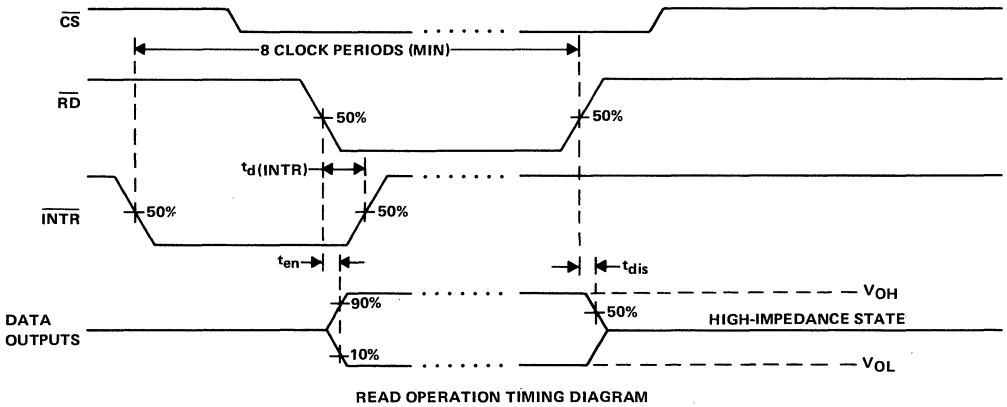 CS
8 CLOCK PERIODS (MIN)
RD
50%
50%
td(INTR)
INTR
50%
50%
ten
tdis
90%
VOH
50%
DATA
OUTPUTS
HIGH-IMPEDANCE STATE
10%
VOL
READ OPERATION TIMING DIAGRAM